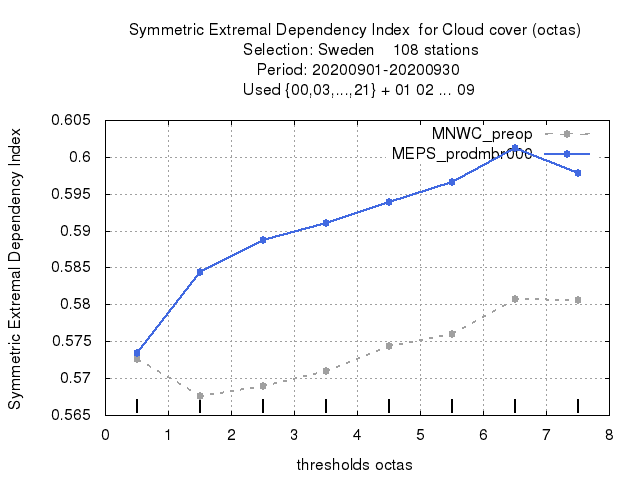 Symmetric Extremal Dependency Index  for Cloud cover (octas)
Selection: Sweden    108 stations
Period: 20200901-20200930
Used {00,03,...,21} + 01 02 ... 09
MNWC_preop
MEPS_prodmbr000
Symmetric Extremal Dependency Index
0.605
0.6
0.595
0.59
0.585
0.58
0.575
0.57
0.565
0 1 2 3 4 5 6 7 8
thresholds octas